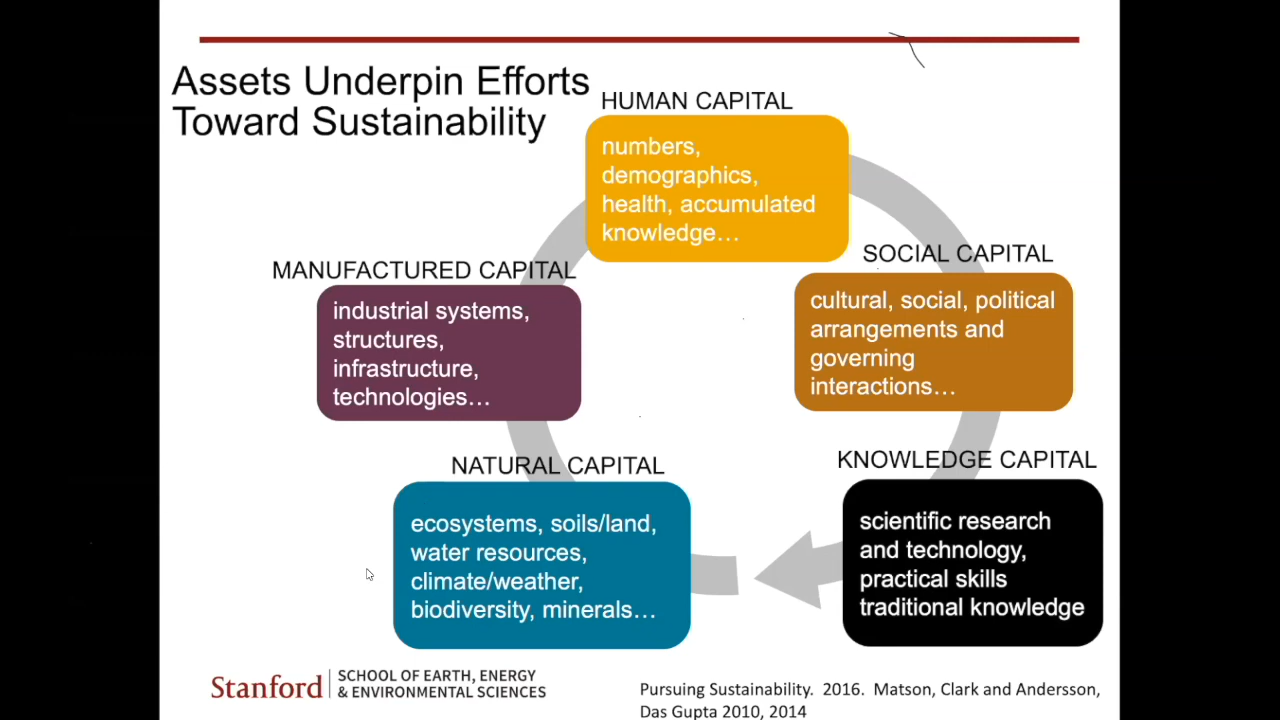 Assets Underpin Efforts
Toward Sustainability
HUMAN CAPITAL
numbers,
demographics,
health, accumulated
knowledge…
SOCIAL CAPITAL
cultural, social, political
arrangements and
governing
interactions…
KNOWLEDGE CAPITAL
scientific research
and technology,
practical skills
traditional knowledge
NATURAL CAPITAL
ecosystems, soils/land,
water resources,
climate/weather,
biodiversity, minerals…
MANUFACTURED CAPITAL
industrial systems,
structures,
infrastructure,
technologies…
Stanford
SCHOOL OF EARTH, ENERGY
& ENVIRONMENTAL SCIENCES
Pursuing Sustainability. 2016. Matson, Clark and Andersson,
Das Gupta 2010, 2014